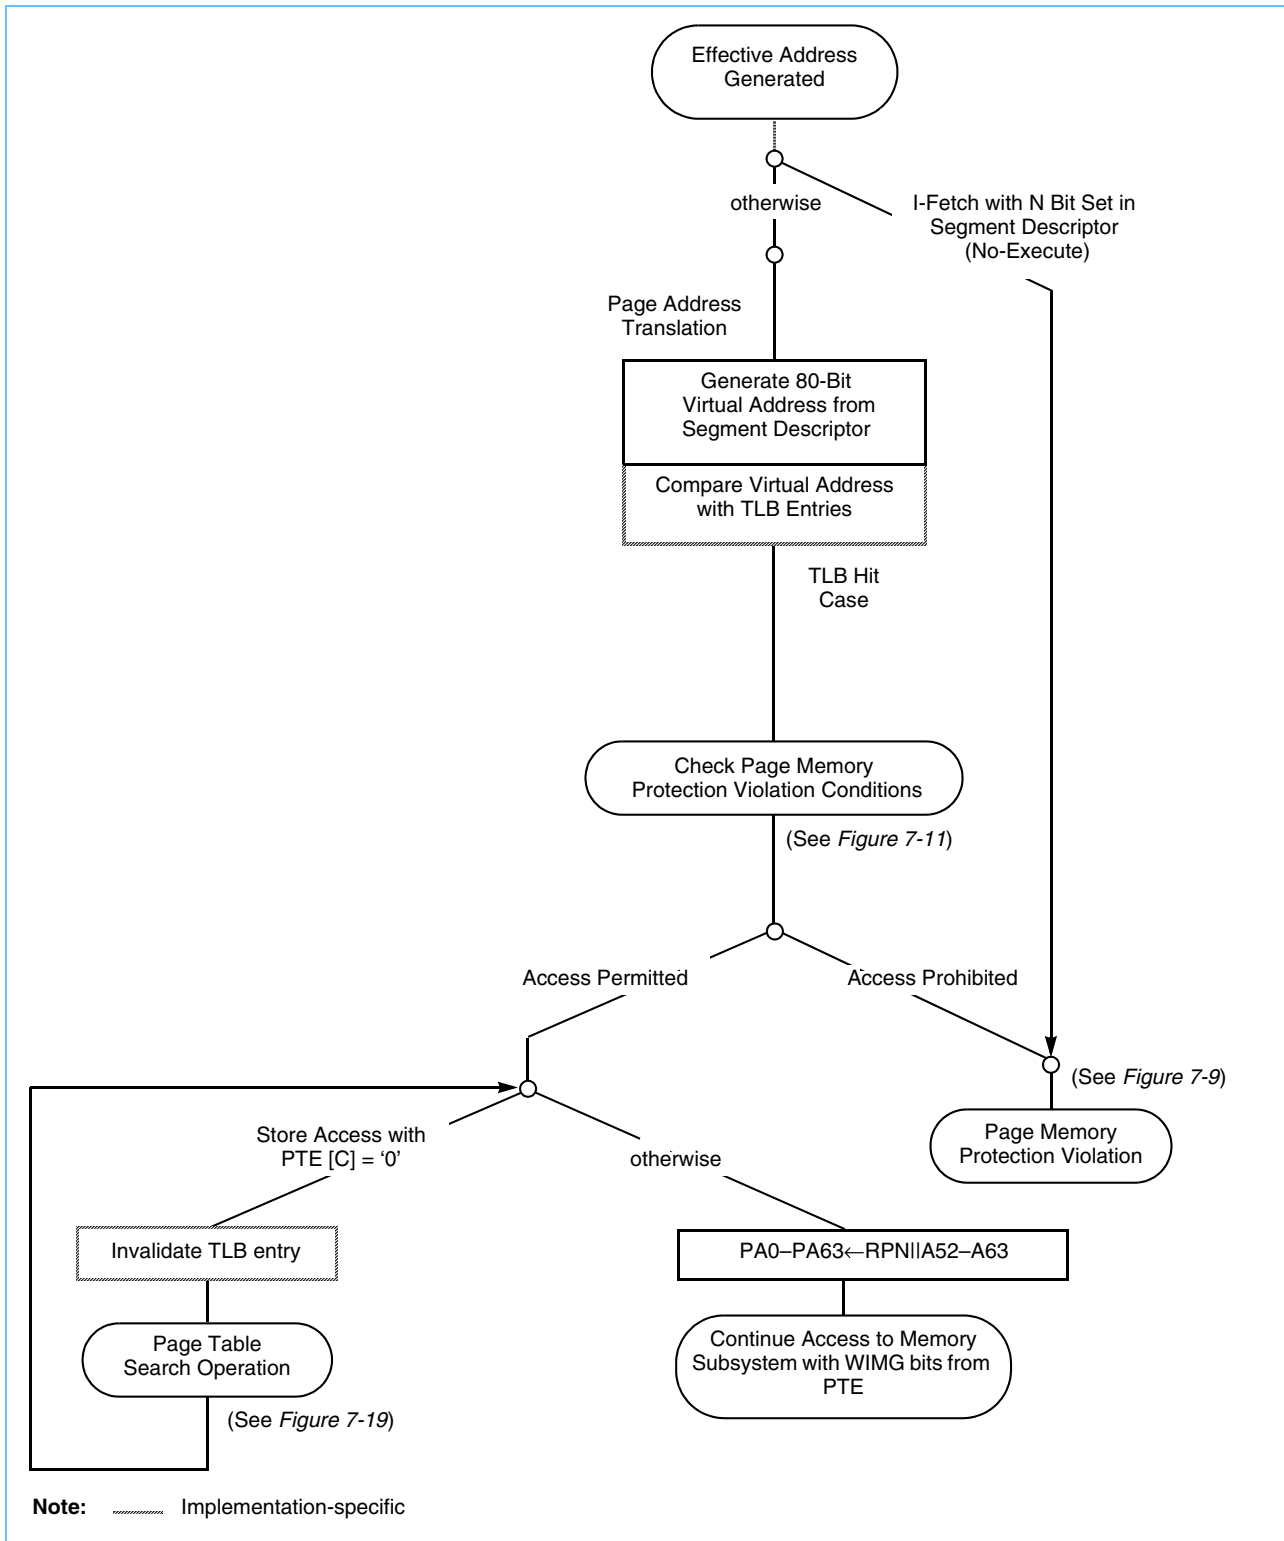 Effective Address
Generated
otherwise
I-Fetch with N Bit Set in
Segment Descriptor
(No-Execute)
Page Address
Translation
Generate 80-Bit
Virtual Address from
Segment Descriptor
Compare Virtual Address
with TLB Entries
TLB Hit
Case
Check Page Memory
Protection Violation Conditions
(See Figure 7-11)
Access Permitted
Access Prohibited
(See Figure 7-9)
Page Memory
Protection Violation
Store Access with
PTE [C] = ‘0’
otherwise
Invalidate TLB entry
PA0–PA63←RPN||A52–A63
Page Table
Search Operation
(See Figure 7-19)
Continue Access to Memory
Subsystem with WIMG bits from
PTE
Note: Implementation-specific